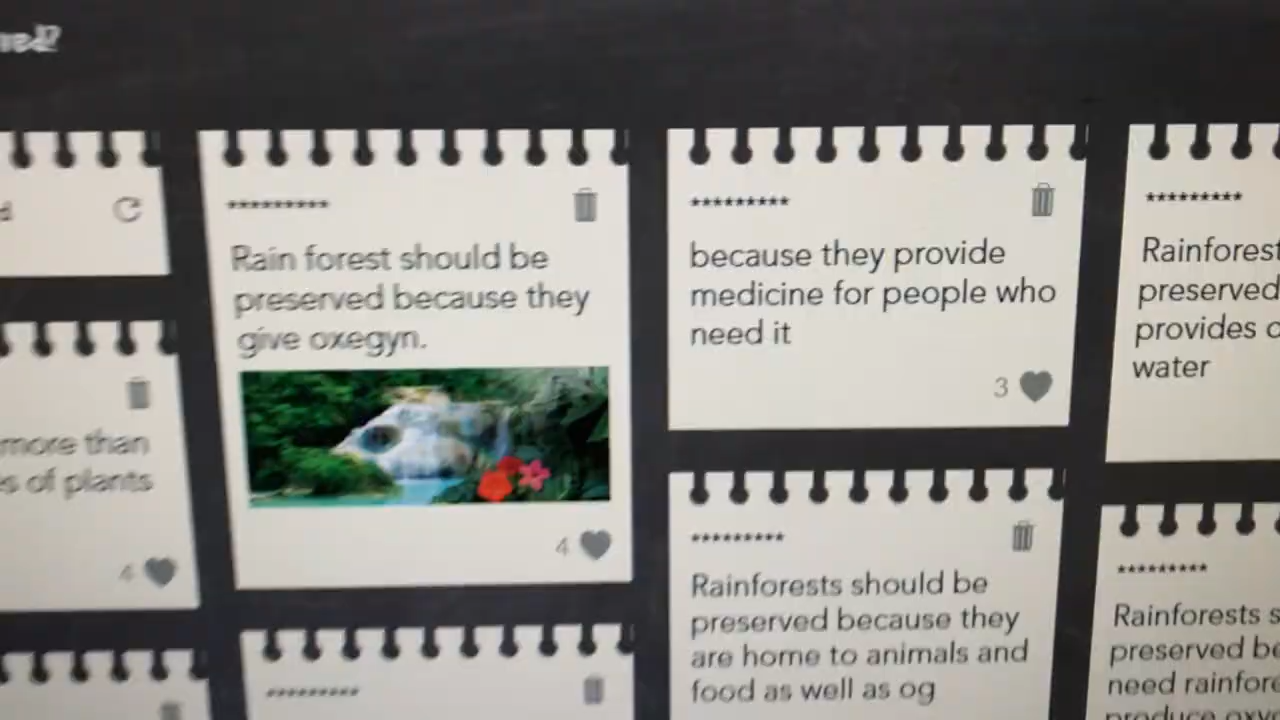 *********
Rain forest should be
preserved because they
give oxegyn.
4
*********
because they provide
medicine for people who
need it
3
*********
Rainforest
preserved
provides
water
more than
of plants
4
*********
*********
Rainforests should be
preserved because they
are home to animals and
food as well as og
*********
Rainforests
preserved
need
produce